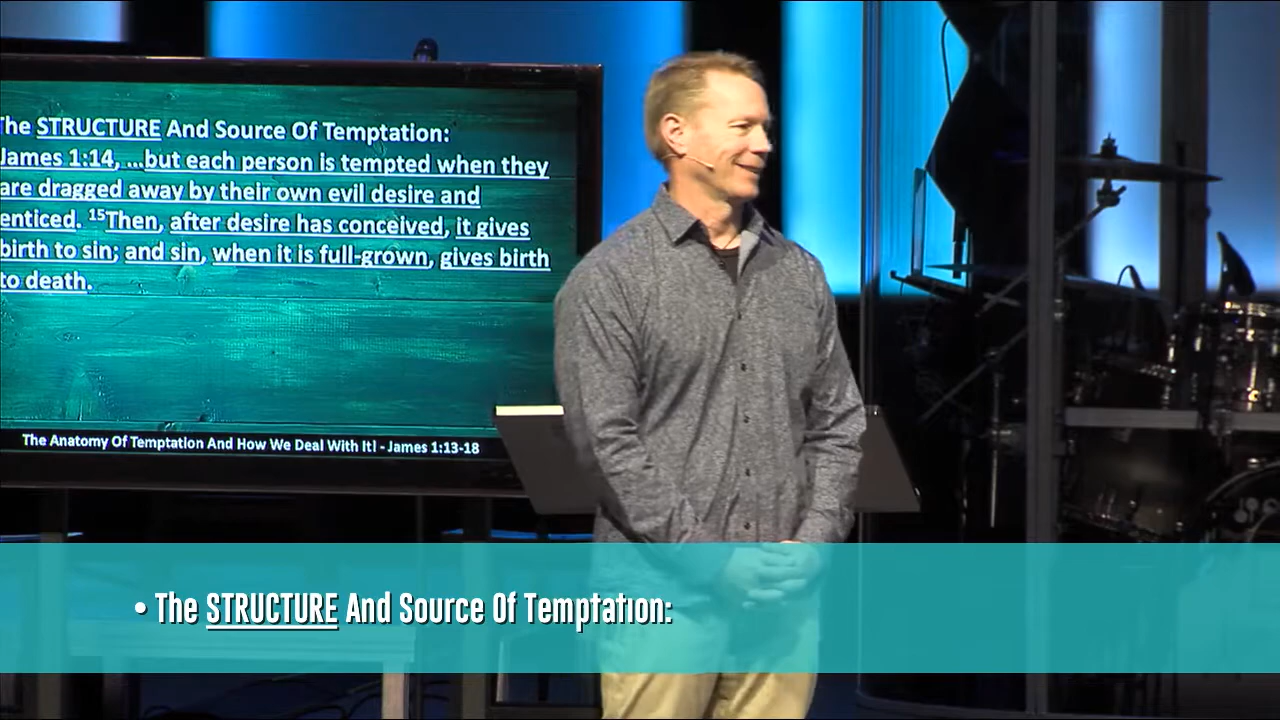 The STRUCTURE And Source Of Temptation:
James 1:14, ...but each person is tempted when they
are dragged away by their own evil desire and
enticed. ¹⁵Then, after desire has conceived, it gives
birth to sin; and sin, when it is full-grown, gives birth
to death.
The Anatomy Of Temptation And How We Deal With It! - James 1:13-18
• The STRUCTURE And Source Of Temptation: